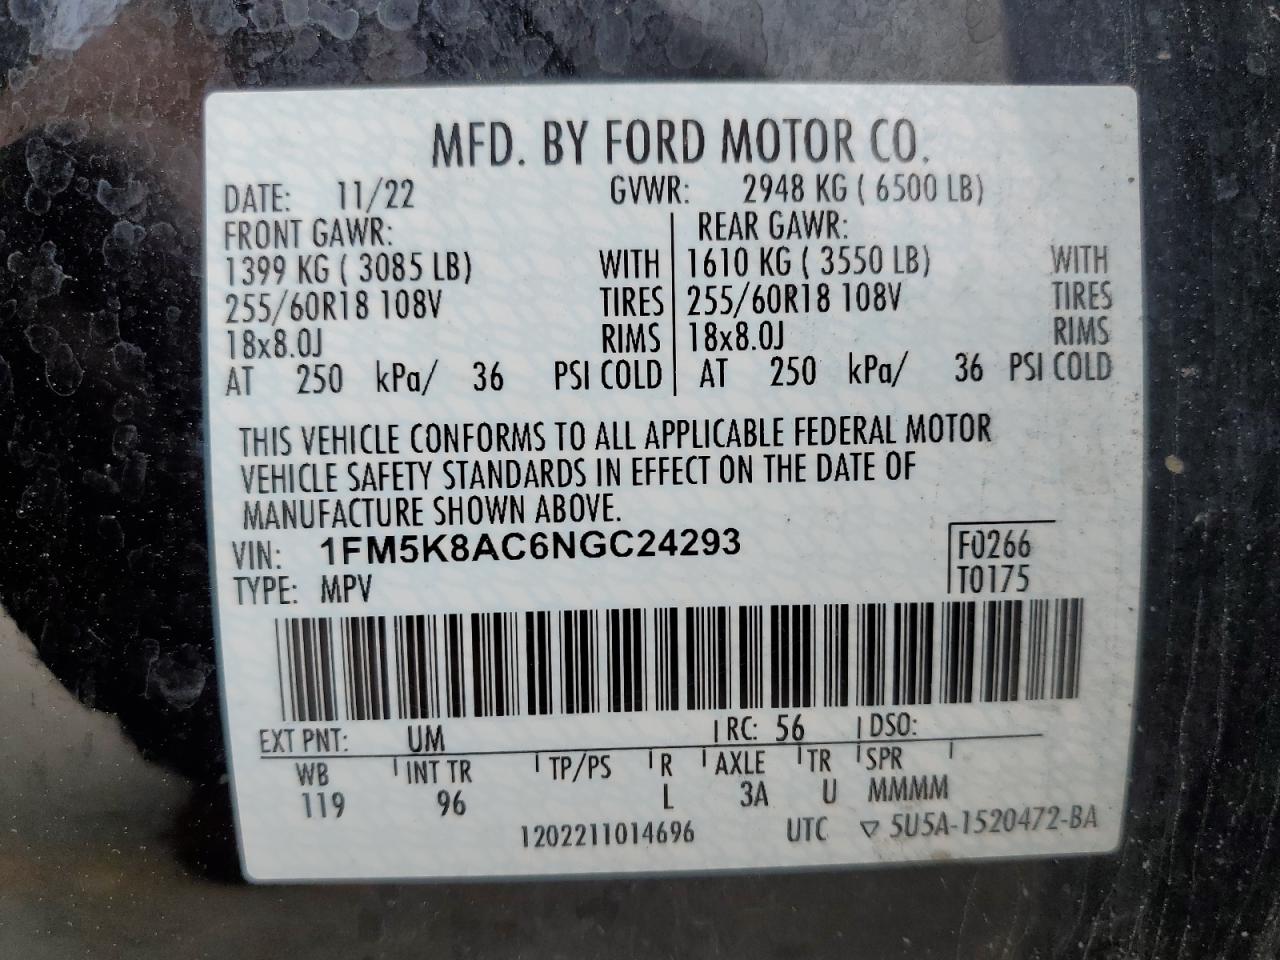 MFD. BY FORD MOTOR CO.
DATE: 11/22 GVWR: 2948 KG ( 6500 LB)
FRONT GAWR: REAR GAWR:
1399 KG ( 3085 LB) WITH 1610 KG ( 3550 LB) WITH
255/60R18 108V TIRES 255/60R18 108V TIRES
18x8.0J RIMS 18x8.0J RIMS
AT 250 kPa/ 36 PSI COLD AT 250 kPa/ 36 PSI COLD
THIS VEHICLE CONFORMS TO ALL APPLICABLE FEDERAL MOTOR
VEHICLE SAFETY STANDARDS IN EFFECT ON THE DATE OF
MANUFACTURE SHOWN ABOVE.
VIN: 1FM5K8AC6NGC24293 F0266
TYPE: MPV T0175
EXT PNT: UM RC: 56 DSO:
WB INT TR TP/PS R AXLE TR SPR
119 96 L 3A U MMMM
1202211014696 UTC ▽ 5U5A-1520472-BA